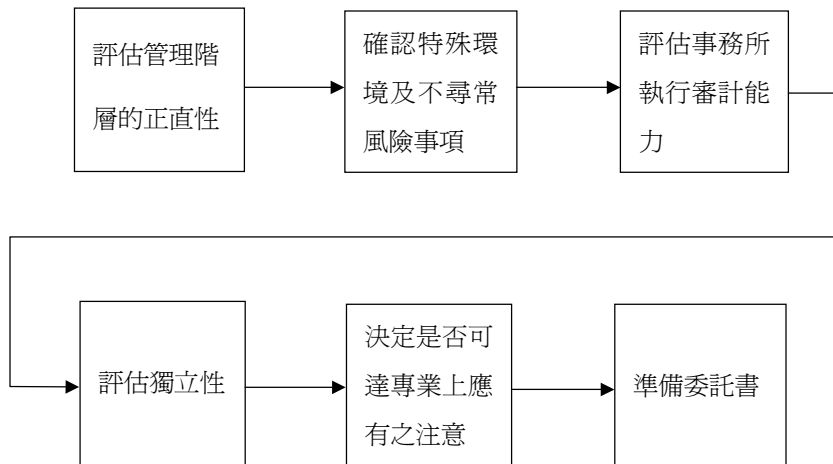 評估管理階
層的正直性
確認特殊環
境及不尋常
風險事項
評估事務所
執行審計能
力
評估獨立性
決定是否可
達專業上應
有之注意
準備委託書